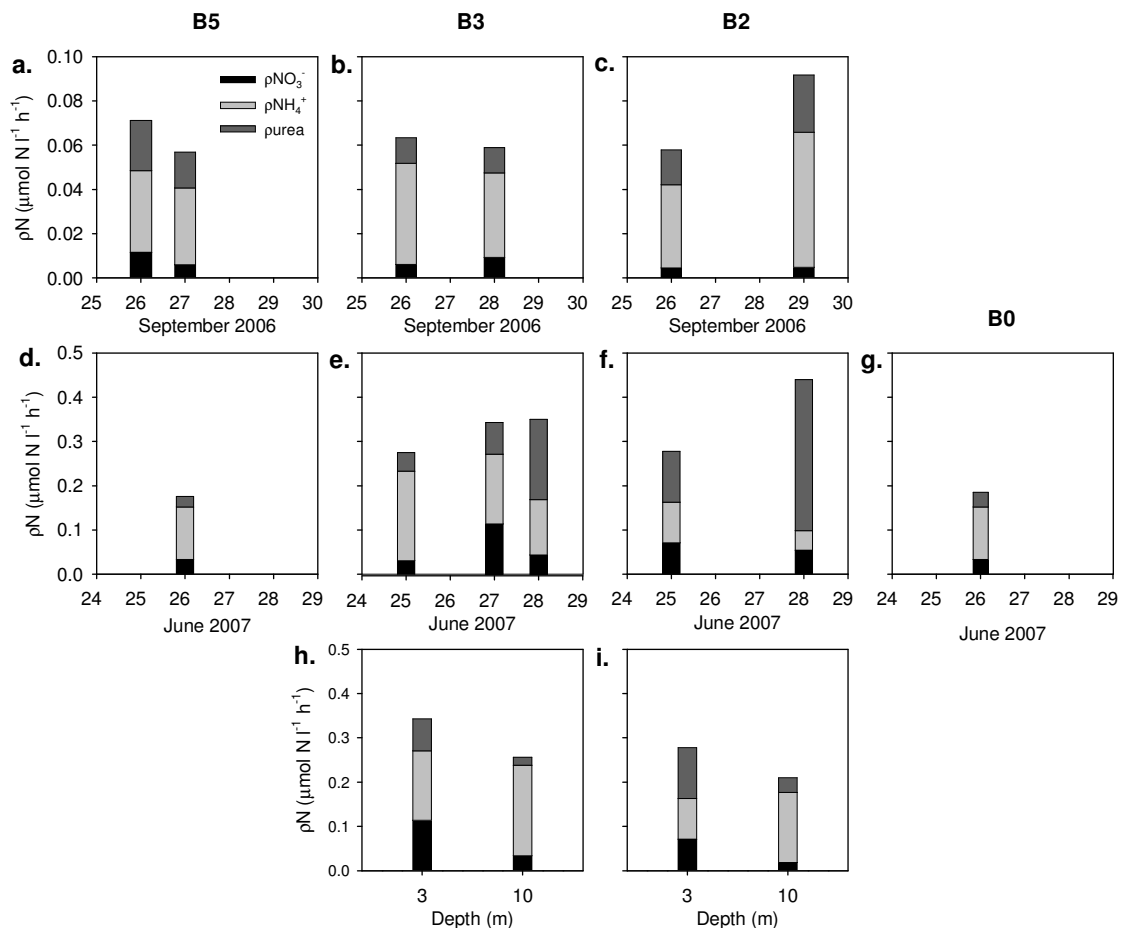 B5 B3 B2
a. b. c.
ρNO₃⁻
ρNH₄⁺
ρurea
ρN (μmol N l⁻¹ h⁻¹)
0.10
0.08
0.06
0.04
0.02
0.00
25 26 27 28 29 30 25 26 27 28 29 30 25 26 27 28 29 30
September 2006 September 2006 September 2006
B0
d. e. f. g.
ρN (μmol N l⁻¹ h⁻¹)
0.5
0.4
0.3
0.2
0.1
0.0
24 25 26 27 28 29 24 25 26 27 28 29 24 25 26 27 28 29 24 25 26 27 28 29
June 2007 June 2007 June 2007 June 2007
h. i.
ρN (μmol N l⁻¹ h⁻¹)
0.5
0.4
0.3
0.2
0.1
0.0
3 10 3 10
Depth (m) Depth (m)